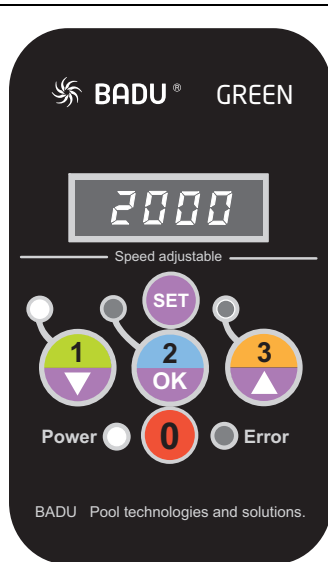 BADU ® GREEN
2000
Speed adjustable
SET
1 2 3
OK
Power 0 Error
BADU Pool technologies and solutions.